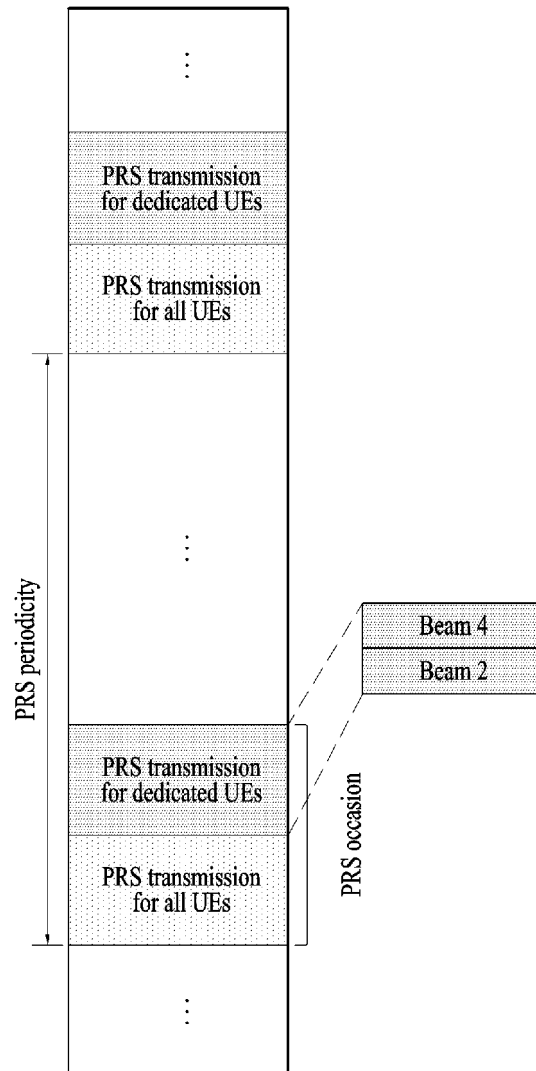 PRS transmission
for dedicated UEs
PRS transmission
for all UEs
PRS periodicity
Beam 4
Beam 2
PRS transmission
for dedicated UEs
PRS occasion
PRS transmission
for all UEs